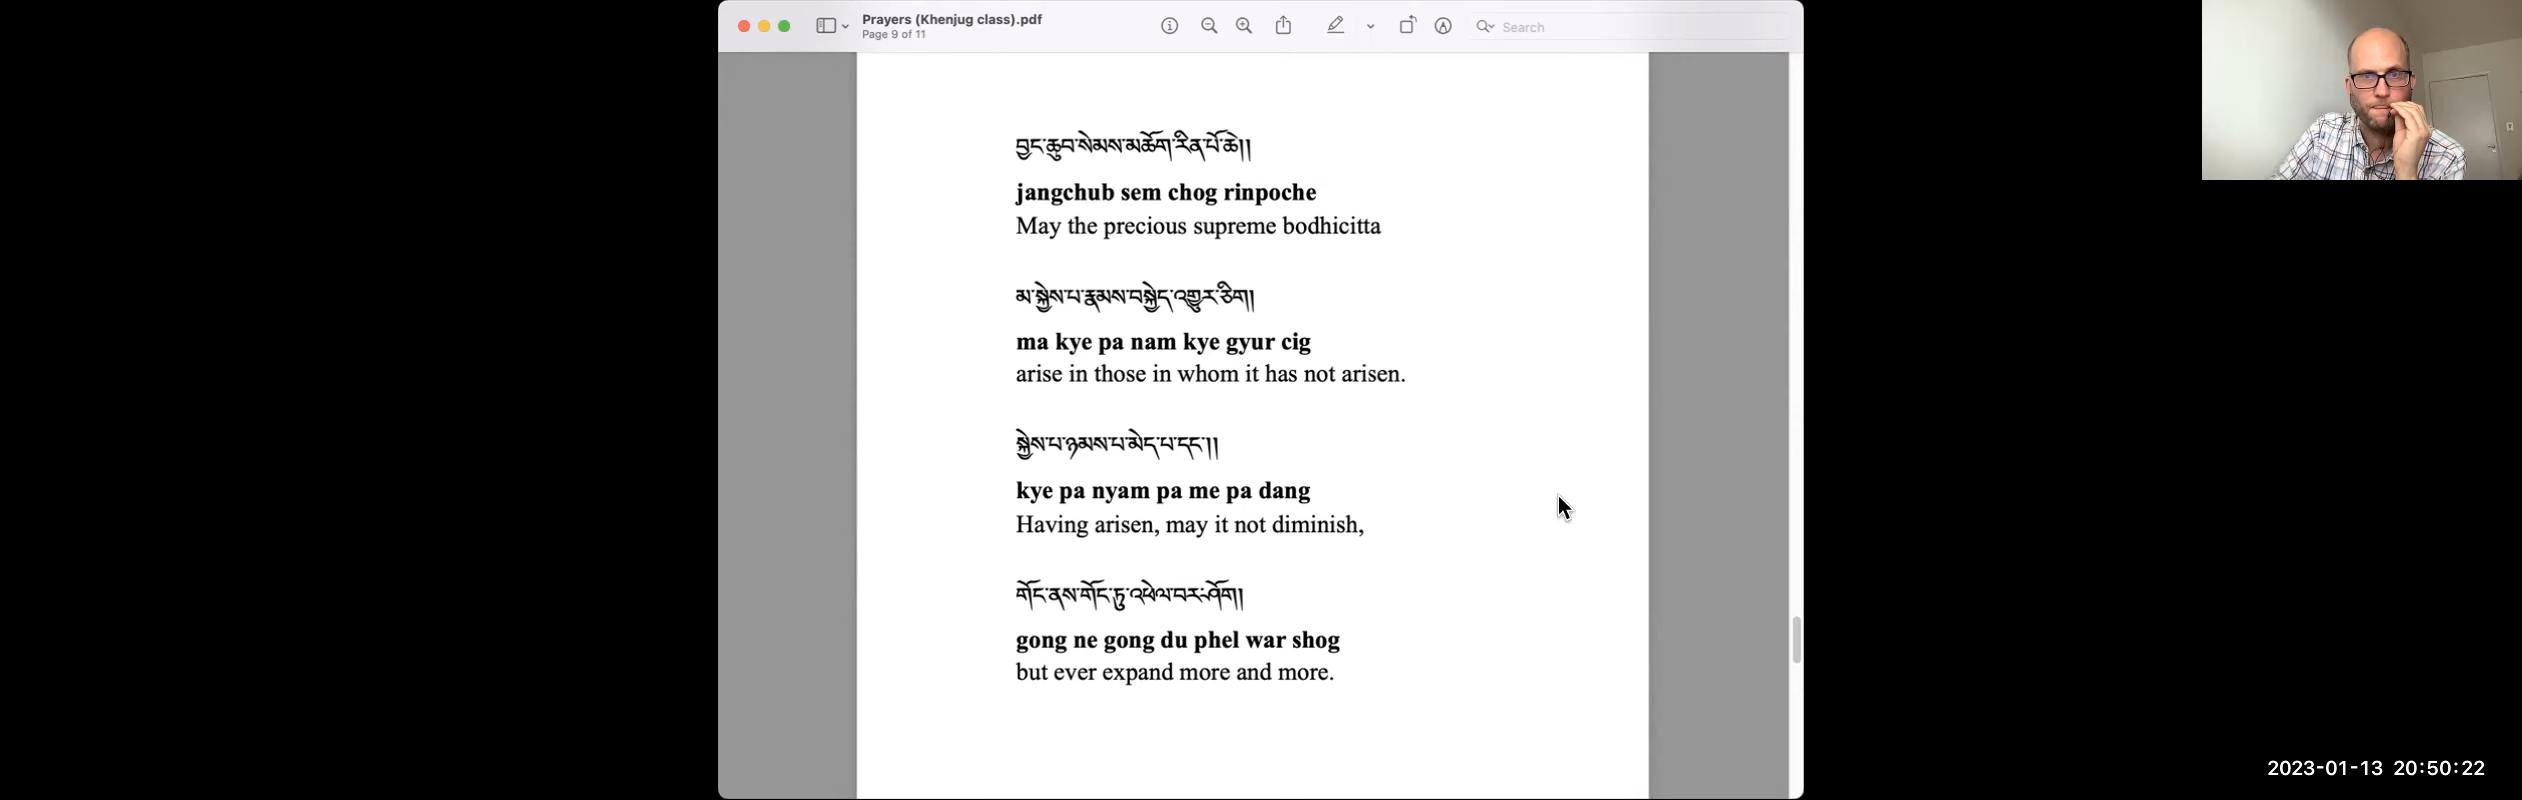 Prayers (Khenjug class).pdf
Page 9 of 11
Search
བྱང་ཆུབ་སེམས་མཆོག་རིན་པོ་ཆེ།།
jangchub sem chog rinpoche
May the precious supreme bodhicitta
མ་སྐྱེས་པ་རྣམས་བསྐྱེད་འགྱུར་ཅིག།
ma kye pa nam kye gyur cig
arise in those in whom it has not arisen.
སྐྱེས་པ་ཉམས་པ་མེད་པ་དང་།།
kye pa nyam pa me pa dang
Having arisen, may it not diminish,
གོང་ནས་གོང་ཏུ་འཕེལ་བར་ཤོག།
gong ne gong du phel war shog
but ever expand more and more.
2023-01-13 20:50:22